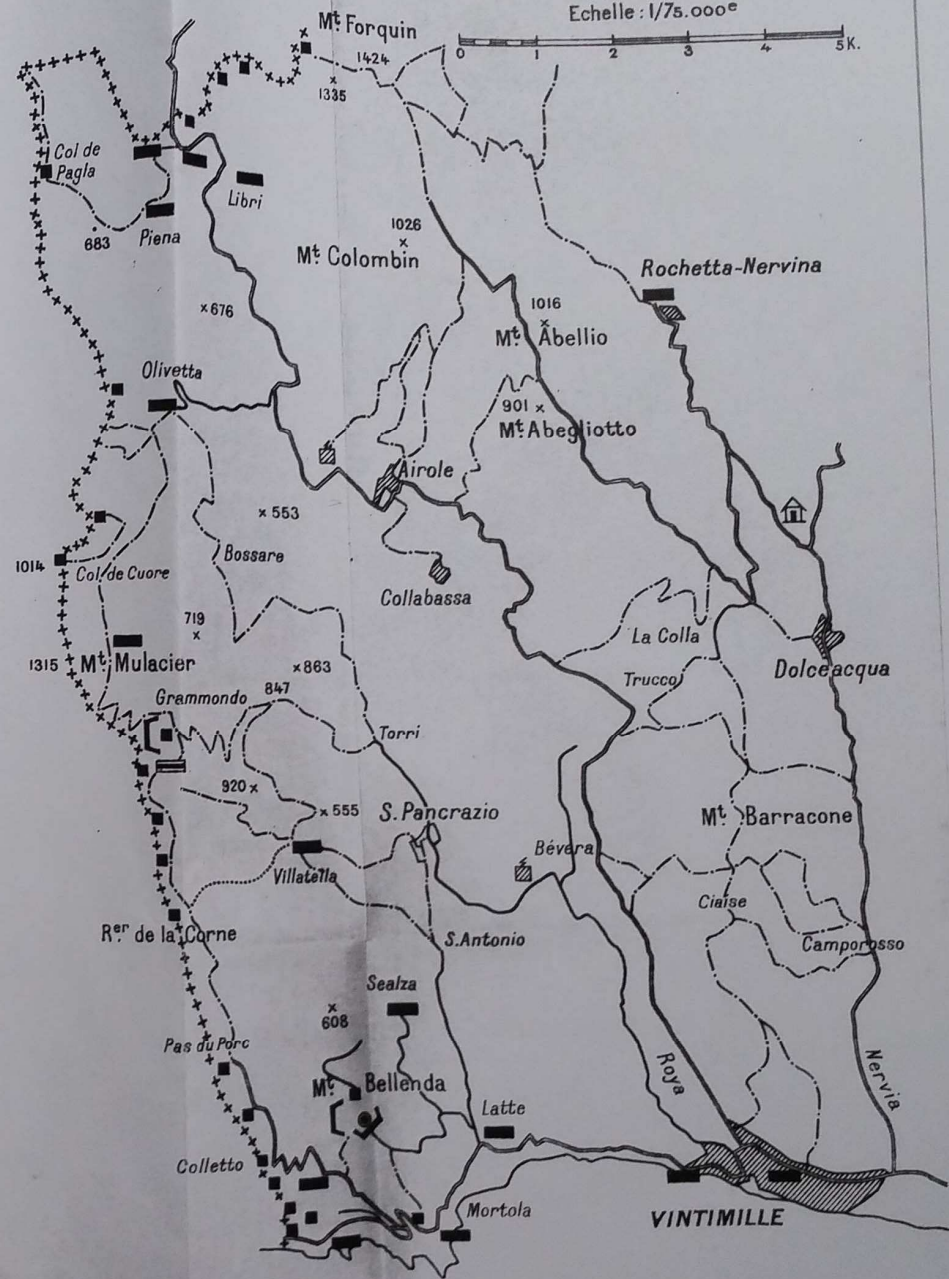 Echelle : 1/75.000e
0 1 2 3 4 5 K.
Mt Forquin
1424
1335
Col de
Pagla
Libri
683
Piena
1026
Mt Colombin
Rochetta-Nervina
676
1016
Mt Abellio
Olivetta
901
Mt Abegliotto
Airole
553
Bossare
1014
Col de Cuore
Collabassa
719
La Colla
1315
Mt Mulacier
863
Dolceacqua
Trucco
Grammondo
847
Torri
920
555
S. Pancrazio
Mt Barracone
Bévéra
Villatella
Ciaise
Rer de la Corne
S. Antonio
Camporosso
Sealza
608
Pas du Porc
Roya
Nervia
Mt Bellenda
Latte
Colletto
Mortola
VINTIMILLE